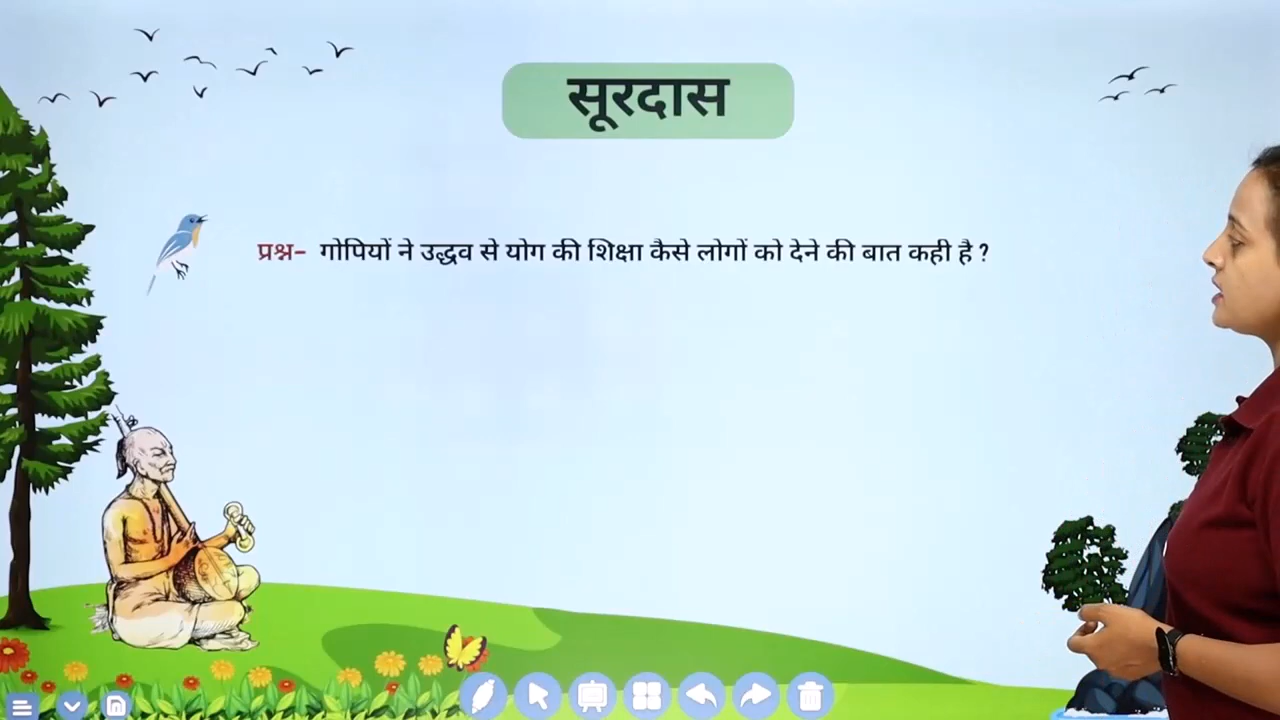 सूरदास
प्रश्न– गोपियों ने उद्धव से योग की शिक्षा कैसे लोगों को देने की बात कही है ?